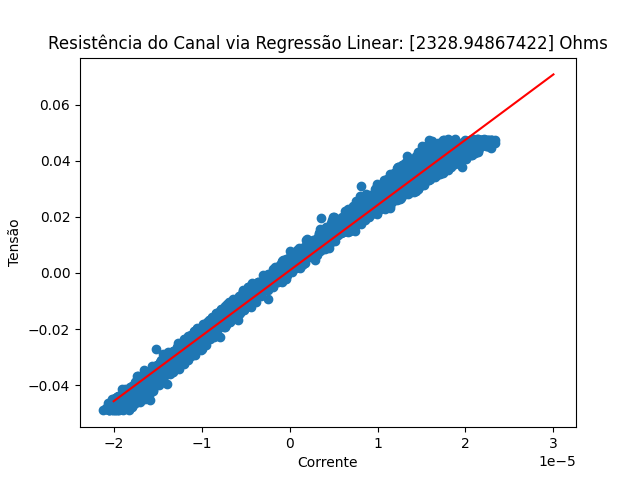 Resistência do Canal via Regressão Linear: [2328.94867422] Ohms
Tensão
0.06
0.04
0.02
0.00
−0.02
−0.04
−2 −1 0 1 2 3
1e−5
Corrente